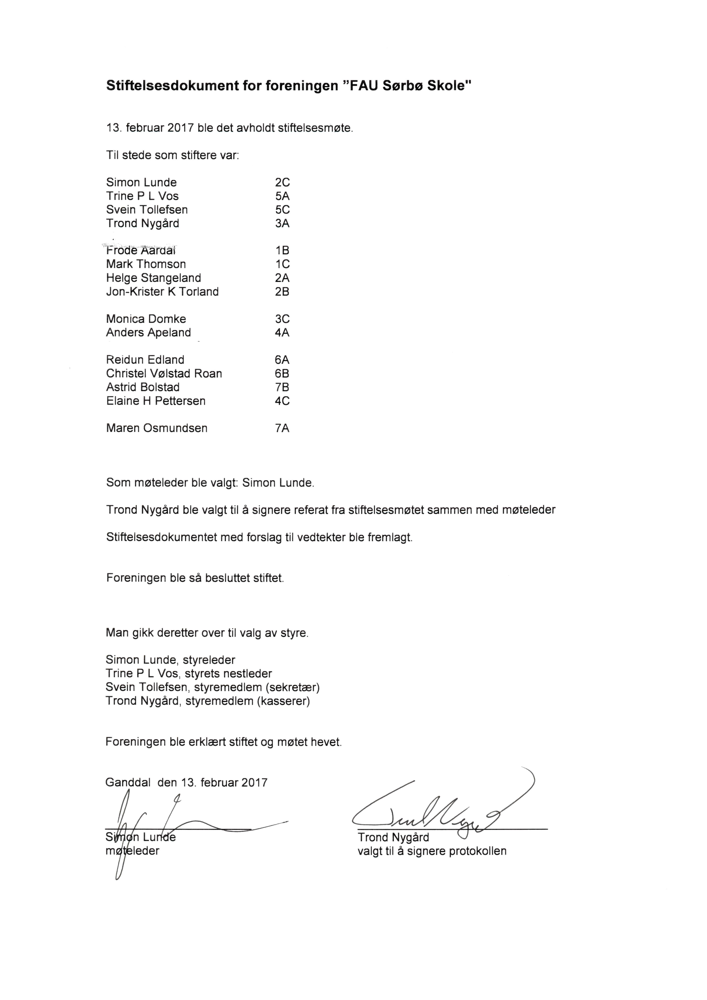 Stiftelsesdokument for foreningen ”FAU Sørbø Skole"
13. februar 2017 ble det avholdt stiftelsesmøte.
Til stede som stiftere var:
Simon Lunde 2C
Trine P L Vos 5A
Svein Tollefsen 5C
Trond Nygård 3A
Frode Aardal 1B
Mark Thomson 1C
Helge Stangeland 2A
Jon-Krister K Torland 2B
Monica Domke 3C
Anders Apeland 4A
Reidun Edland 6A
Christel Vølstad Roan 6B
Astrid Bolstad 7B
Elaine H Pettersen 4C
Maren Osmundsen 7A
Som møteleder ble valgt: Simon Lunde.
Trond Nygård ble valgt til å signere referat fra stiftelsesmøtet sammen med møteleder
Stiftelsesdokumentet med forslag til vedtekter ble fremlagt.
Foreningen ble så besluttet stiftet.
Man gikk deretter over til valg av styre.
Simon Lunde, styreleder
Trine P L Vos, styrets nestleder
Svein Tollefsen, styremedlem (sekretær)
Trond Nygård, styremedlem (kasserer)
Foreningen ble erklært stiftet og møtet hevet.
Ganddal  den 13. februar 2017
Simon Lunde
møteleder
Trond Nygård
valgt til å signere protokollen